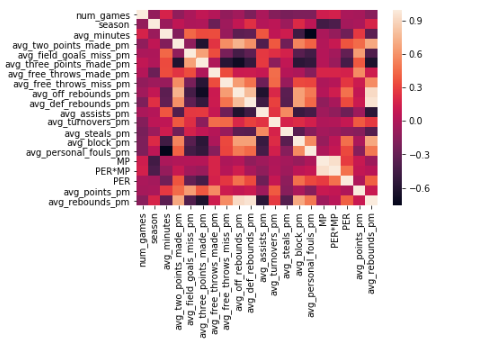 num_games
season
avg_minutes
avg_two_points_made_pm
avg_field_goals_miss_pm
avg_three_points_made_pm
avg_free_throws_made_pm
avg_free_throws_miss_pm
avg_off_rebounds_pm
avg_def_rebounds_pm
avg_assists_pm
avg_turnovers_pm
avg_steals_pm
avg_block_pm
avg_personal_fouls_pm
MP
PER*MP
PER
avg_points_pm
avg_rebounds_pm
num_games
season
avg_minutes
avg_two_points_made_pm
avg_field_goals_miss_pm
avg_three_points_made_pm
avg_free_throws_made_pm
avg_free_throws_miss_pm
avg_off_rebounds_pm
avg_def_rebounds_pm
avg_assists_pm
avg_turnovers_pm
avg_steals_pm
avg_block_pm
avg_personal_fouls_pm
MP
PER*MP
PER
avg_points_pm
avg_rebounds_pm
0.9
0.6
0.3
0.0
−0.3
−0.6